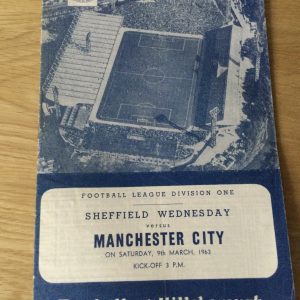 FOOTBALL LEAGUE DIVISION ONE
SHEFFIELD WEDNESDAY
versus
MANCHESTER CITY
ON SATURDAY, 9th MARCH, 1963
KICK-OFF 3 P.M.